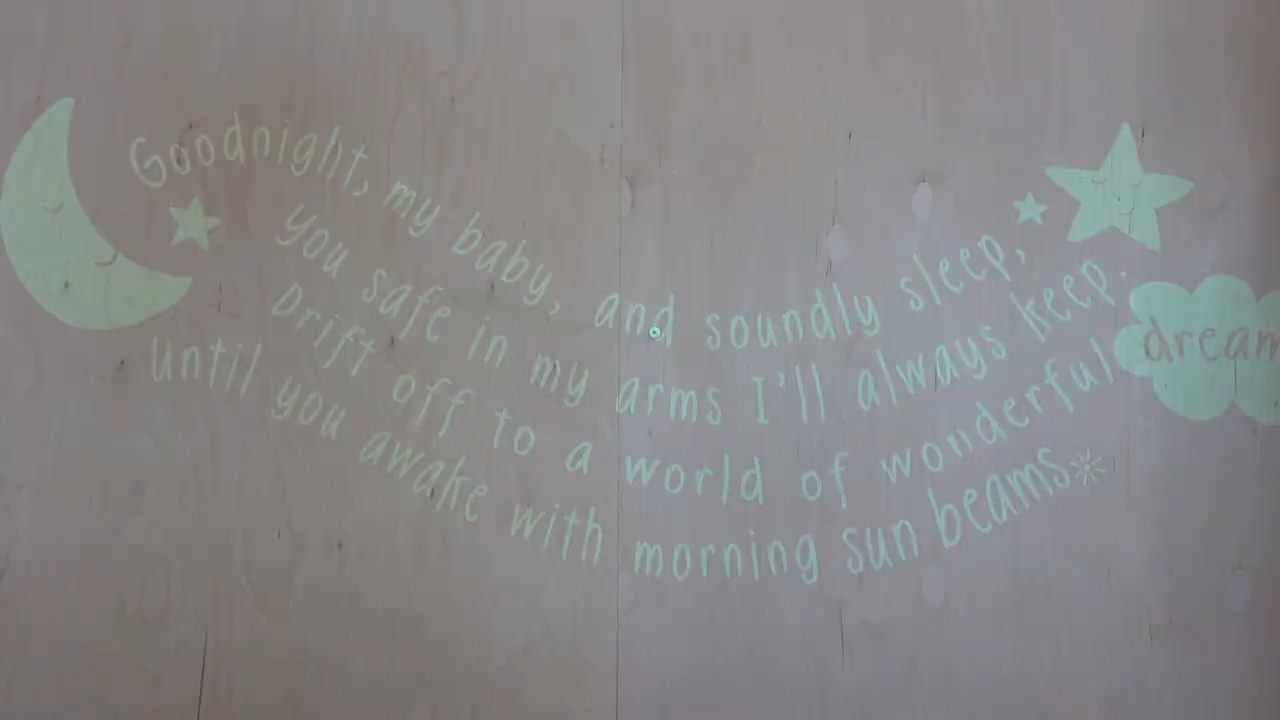 Goodnight, my baby, and soundly sleep,
you safe in my arms I'll always keep.
Drift off to a world of wonderful dream
until you awake with morning sun beams